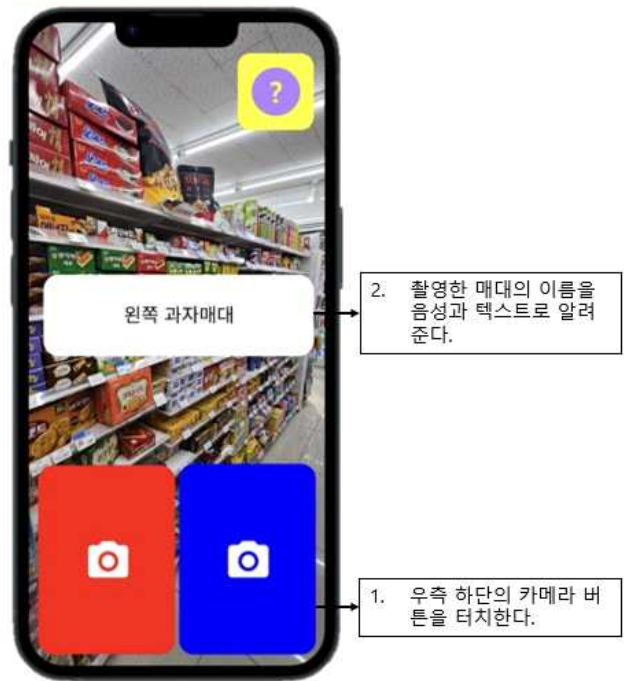 ?
왼쪽 과자매대
2. 촬영한 매대의 이름을
음성과 텍스트로 알려
준다.
1. 우측 하단의 카메라 버
튼을 터치한다.